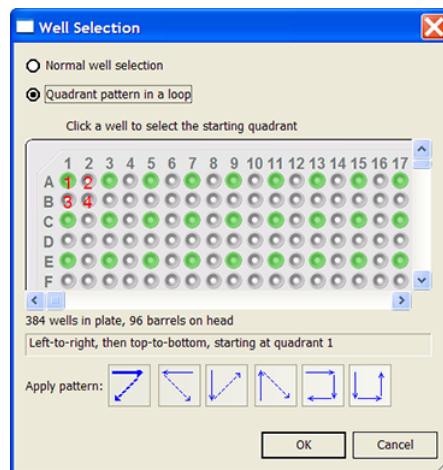 Well Selection
Normal well selection
Quadrant pattern in a loop
Click a well to select the starting quadrant
1 2 3 4 5 6 7 8 9 10 11 12 13 14 15 16 17
A 1 2
B 3 4
C
D
E
F
384 wells in plate, 96 barrels on head
Left-to-right, then top-to-bottom, starting at quadrant 1
Apply pattern:
OK Cancel